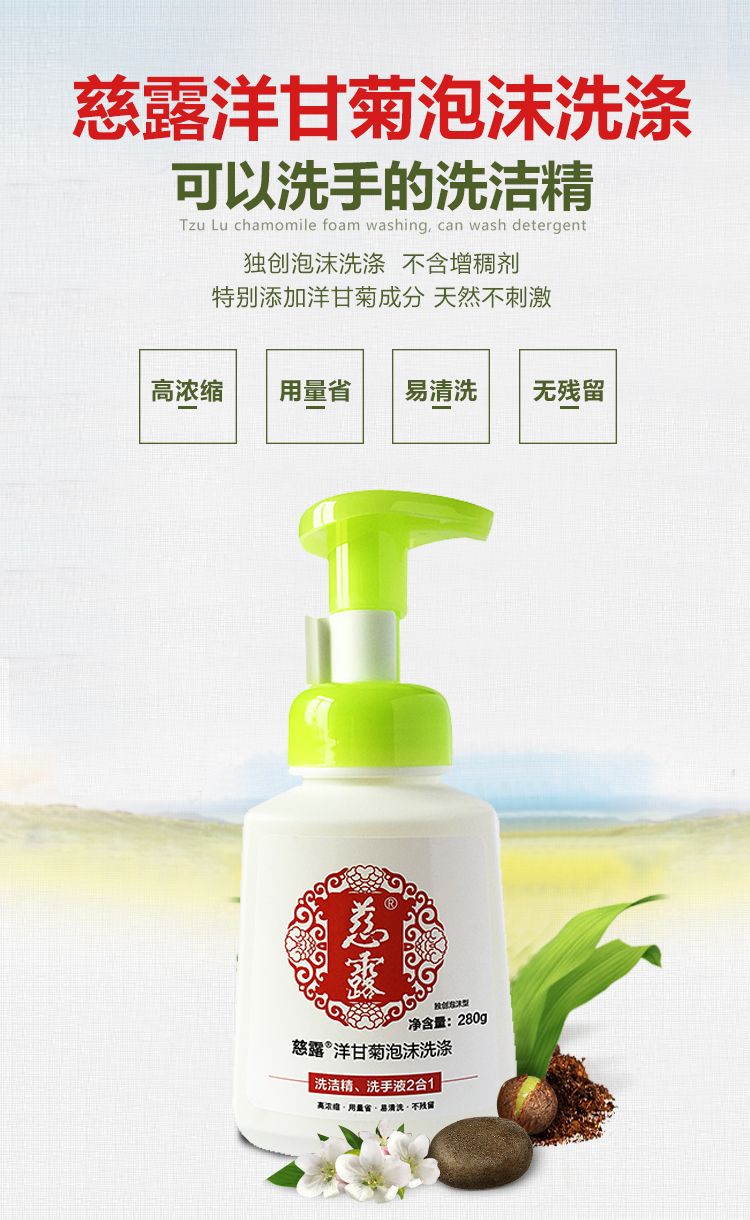 慈露洋甘菊泡沫洗涤
可以洗手的洗洁精
Tzu Lu chamomile foam washing, can wash detergent
独创泡沫洗涤 不含增稠剂
特别添加洋甘菊成分 天然不刺激
高浓缩 用量省 易清洗 无残留
慈露®
独创泡沫型
净含量：280g
慈露®洋甘菊泡沫洗涤
洗洁精、洗手液2合1
高浓缩·用量省·易清洗·不残留